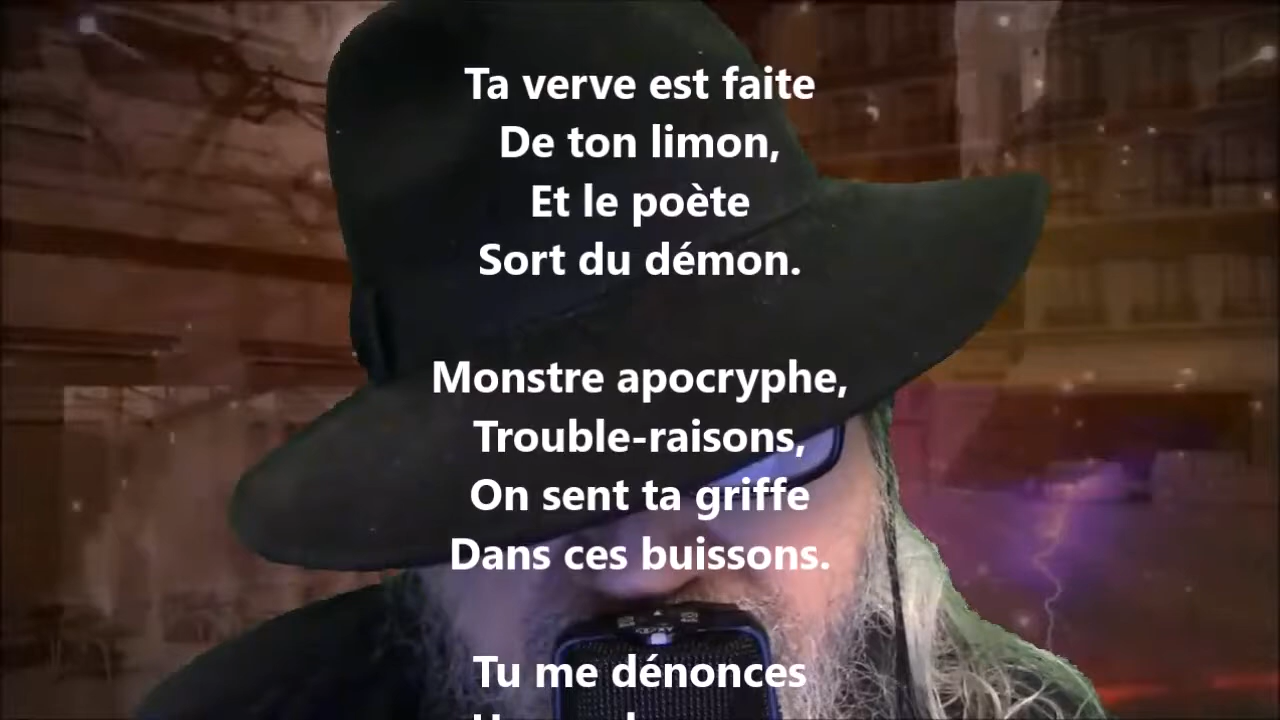 Ta verve est faite
De ton limon,
Et le poète
Sort du démon.
Monstre apocryphe,
Trouble-raisons,
On sent ta griffe
Dans ces buissons.
Tu me dénonces